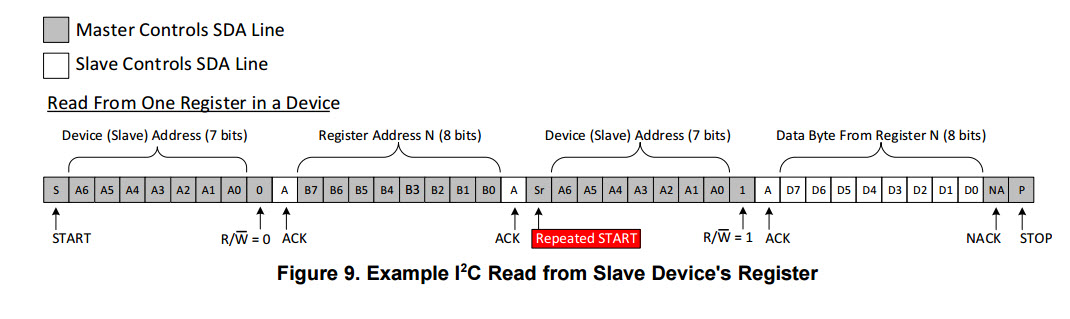 Master Controls SDA Line
Slave Controls SDA Line
Read From One Register in a Device
Device (Slave) Address (7 bits) Register Address N (8 bits) Device (Slave) Address (7 bits) Data Byte From Register N (8 bits)
S A6 A5 A4 A3 A2 A1 A0 0 A B7 B6 B5 B4 B3 B2 B1 B0 A Sr A6 A5 A4 A3 A2 A1 A0 1 A D7 D6 D5 D4 D3 D2 D1 D0 NA P
START R/W̅ = 0 ACK ACK Repeated START R/W̅ = 1 ACK NACK STOP
Figure 9. Example I²C Read from Slave Device's Register